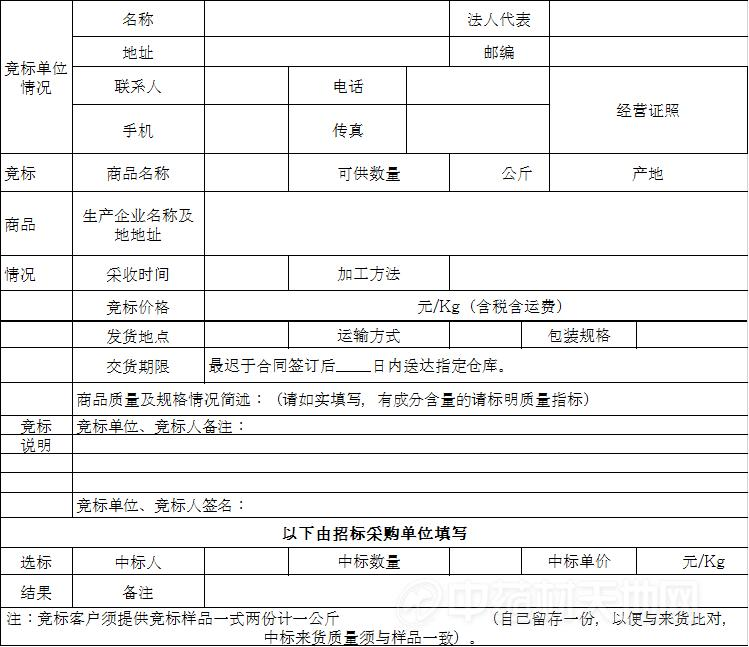 名称 法人代表
地址 邮编
竞标单位
情况
联系人 电话
经营证照
手机 传真
竞标 商品名称 可供数量 公斤 产地
商品 生产企业名称及
地地址
情况 采收时间 加工方法
竞标价格 元/Kg（含税含运费）
发货地点 运输方式 包装规格
交货期限 最迟于合同签订后____日内送达指定仓库。
商品质量及规格情况简述：（请如实填写，有成分含量的请标明质量指标）
竞标 竞标单位、竞标人备注：
说明
竞标单位、竞标人签名：
以下由招标采购单位填写
选标 中标人 中标数量 中标单价 元/Kg
结果 备注
中药材天地网
注：竞标客户须提供竞标样品一式两份计一公斤 （自己留存一份，以便与来货比对，
中标来货质量须与样品一致）。